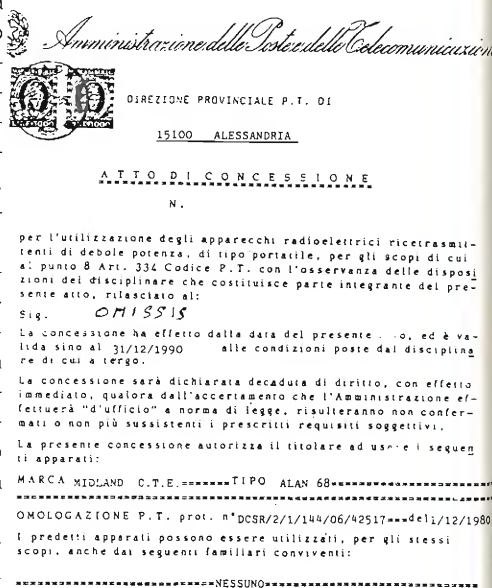 Amministrazione delle Poste e delle Telecomunicazioni
DIREZIONE PROVINCIALE P.T. DI
15100 ALESSANDRIA
ATTO DI CONCESSIONE
N.
per l'utilizzazione degli apparecchi radioelettrici ricetrasmit-
tenti di debole potenza, di tipo portatile, per gli scopi di cui
al punto 8 Art. 334 Codice P.T. con l'osservanza delle disposi
zioni del disciplinare che costituisce parte integrante del pre-
sente atto, rilasciato al:
Sig. OMISSIS
La concessione ha effetto dalla data del presente o, ed è va-
lida sino al 31/12/1990 alle condizioni poste dal disciplina
re di cui a tergo.
La concessione sarà dichiarata decaduta di diritto, con effetto
immediato, qualora dall'accertamento che l'Amministrazione ef-
fettuerà "d'ufficio" a norma di legge, risulteranno non confer-
mati o non più sussistenti i prescritti requisiti soggettivi.
La presente concessione autorizza il titolare ad us e i seguen
ti apparati:
MARCA MIDLAND C.T.E.=======TIPO ALAN 68====================
OMOLOGAZIONE P.T. prot. n°DCSR/2/1/144/06/42517===del1/12/1980
I predetti apparati possono essere utilizzati, per gli stessi
scopi, anche dai seguenti familiari conviventi:
==========================NESSUNO==============================